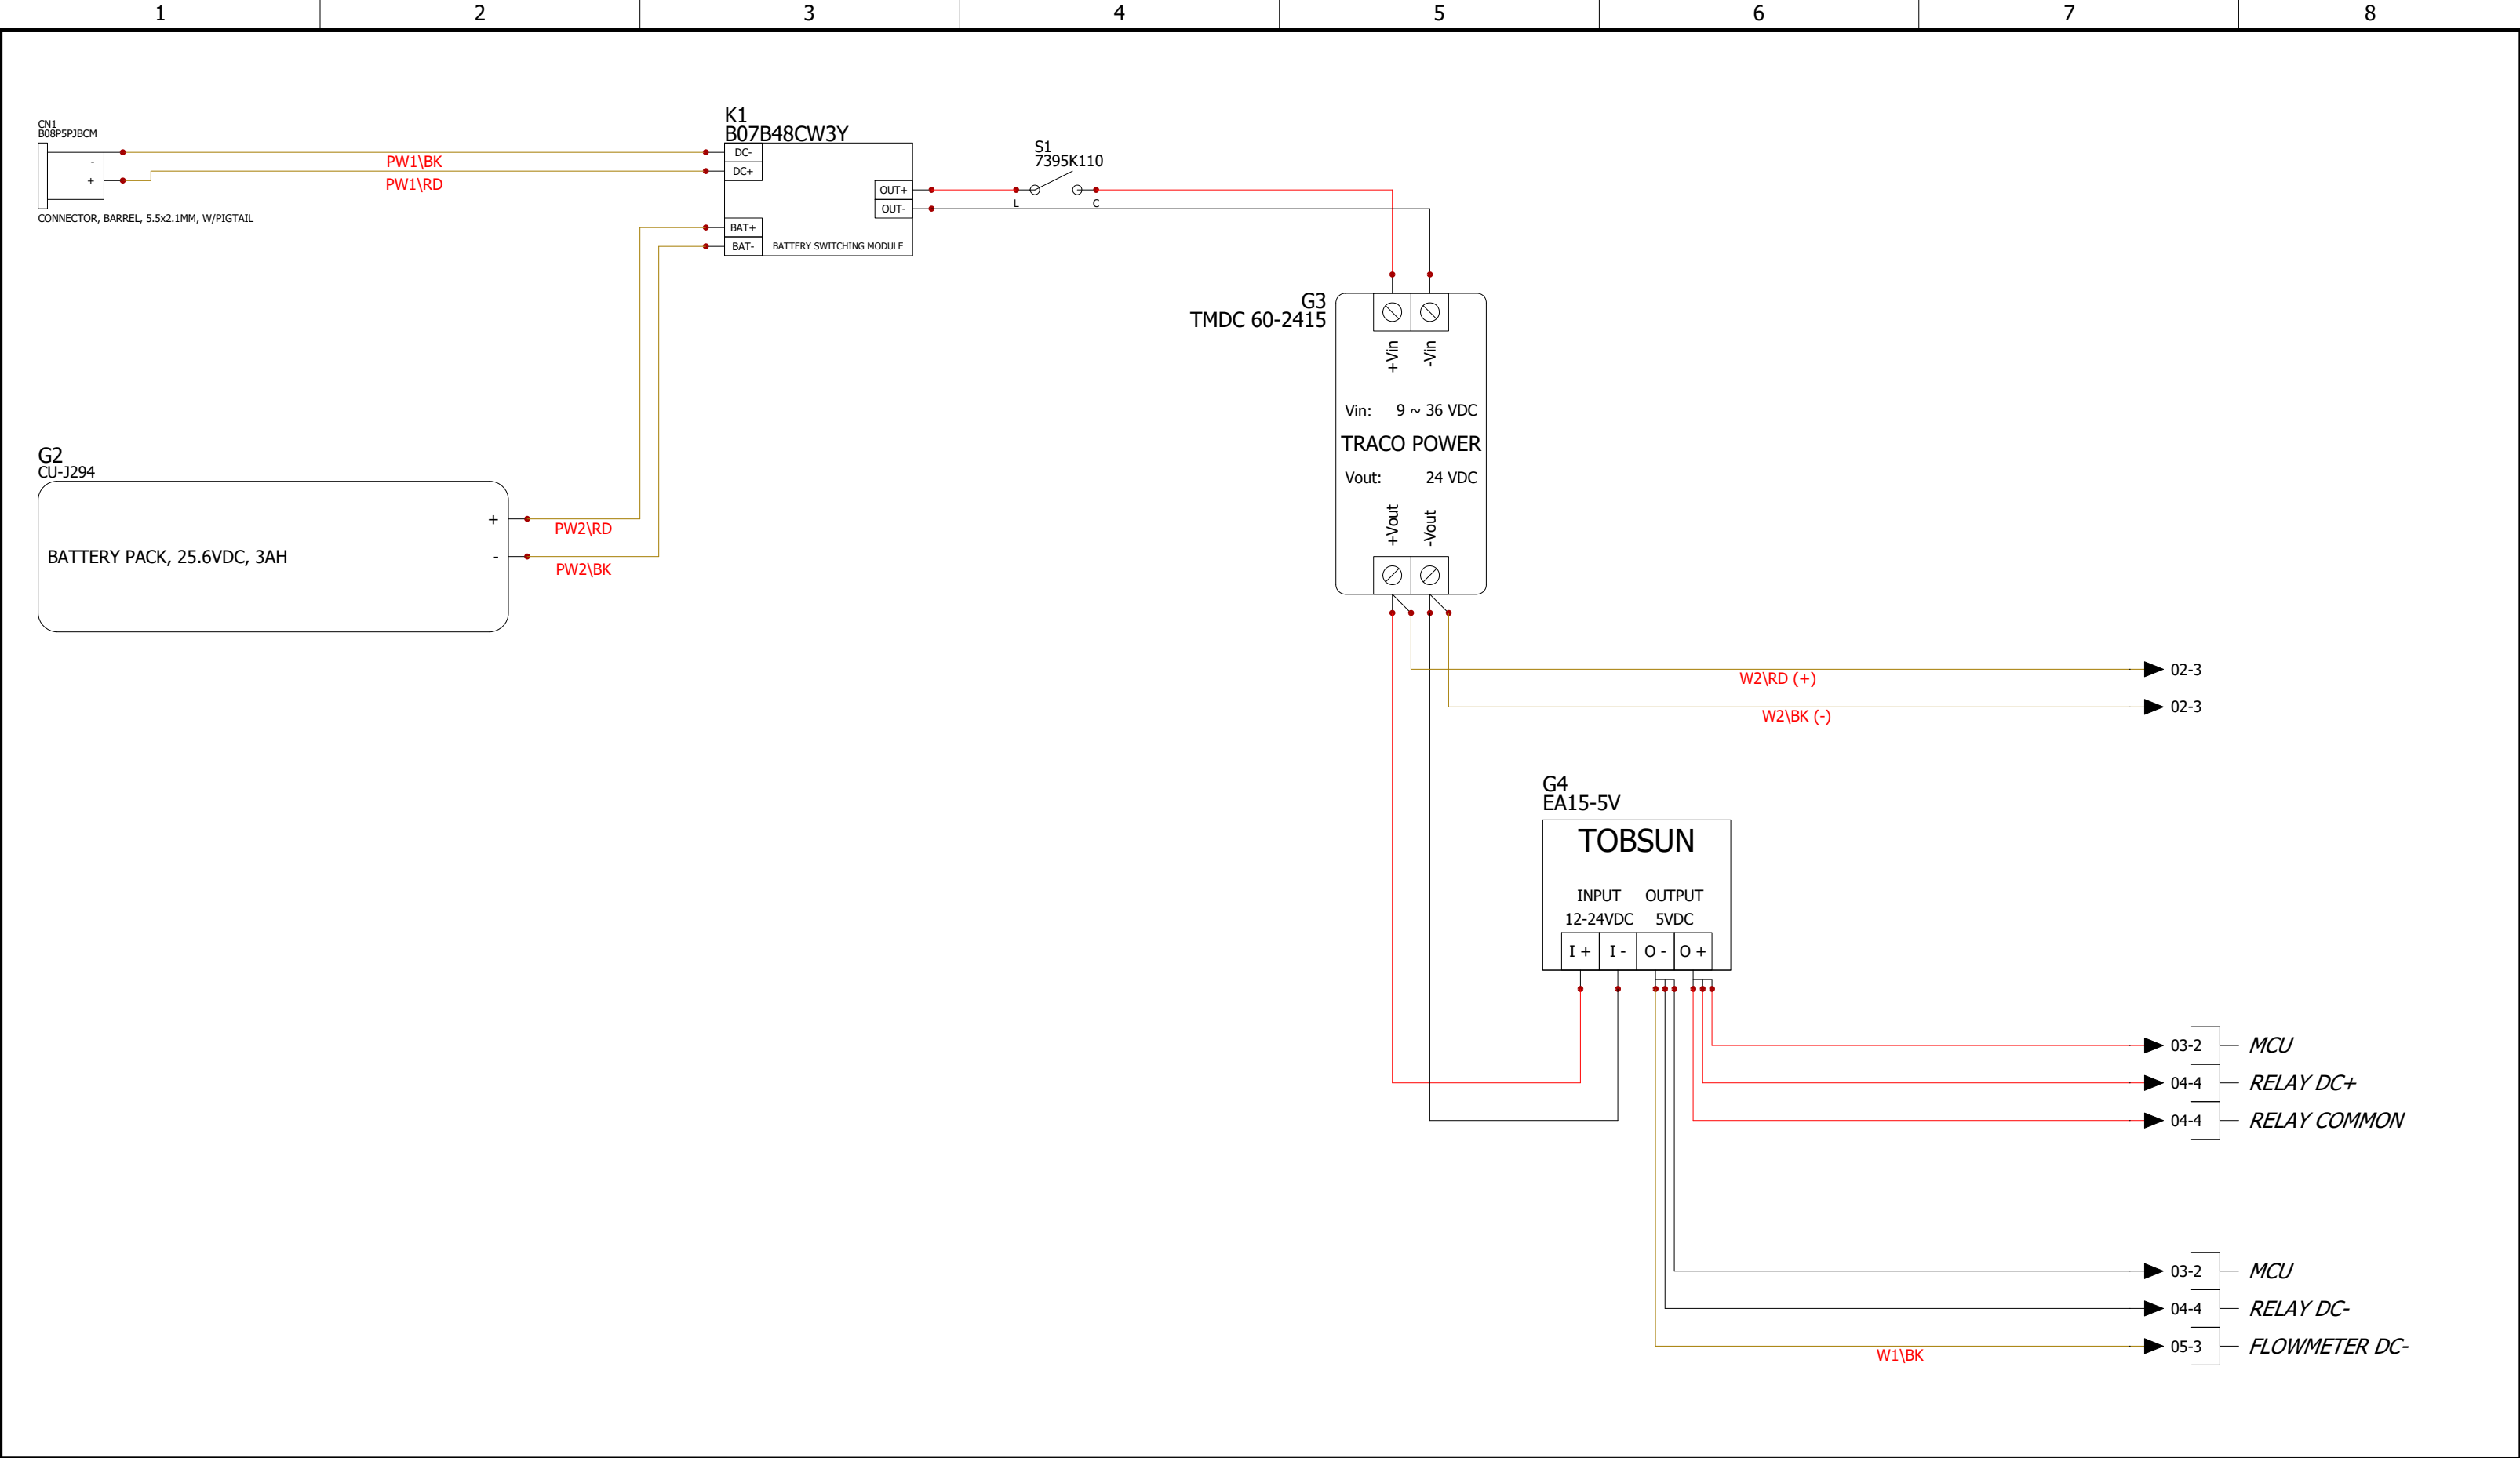 1 2 3 4 5 6 7 8
CN1
B08P5PJBCM
-
+
CONNECTOR, BARREL, 5.5x2.1MM, W/PIGTAIL
PW1\BK
PW1\RD
K1
B07B48CW3Y
DC-
DC+
OUT+
OUT-
BAT+
BAT- BATTERY SWITCHING MODULE
S1
7395K110
L C
G2
CU-J294
+
BATTERY PACK, 25.6VDC, 3AH -
PW2\RD
PW2\BK
G3
TMDC 60-2415
+Vin
-Vin
Vin: 9 ~ 36 VDC
TRACO POWER
Vout: 24 VDC
+Vout
-Vout
W2\RD (+)
02-3
W2\BK (-)
02-3
G4
EA15-5V
TOBSUN
INPUT OUTPUT
12-24VDC 5VDC
I + I - O - O +
03-2 MCU
04-4 RELAY DC+
04-4 RELAY COMMON
03-2 MCU
04-4 RELAY DC-
05-3 FLOWMETER DC-
W1\BK